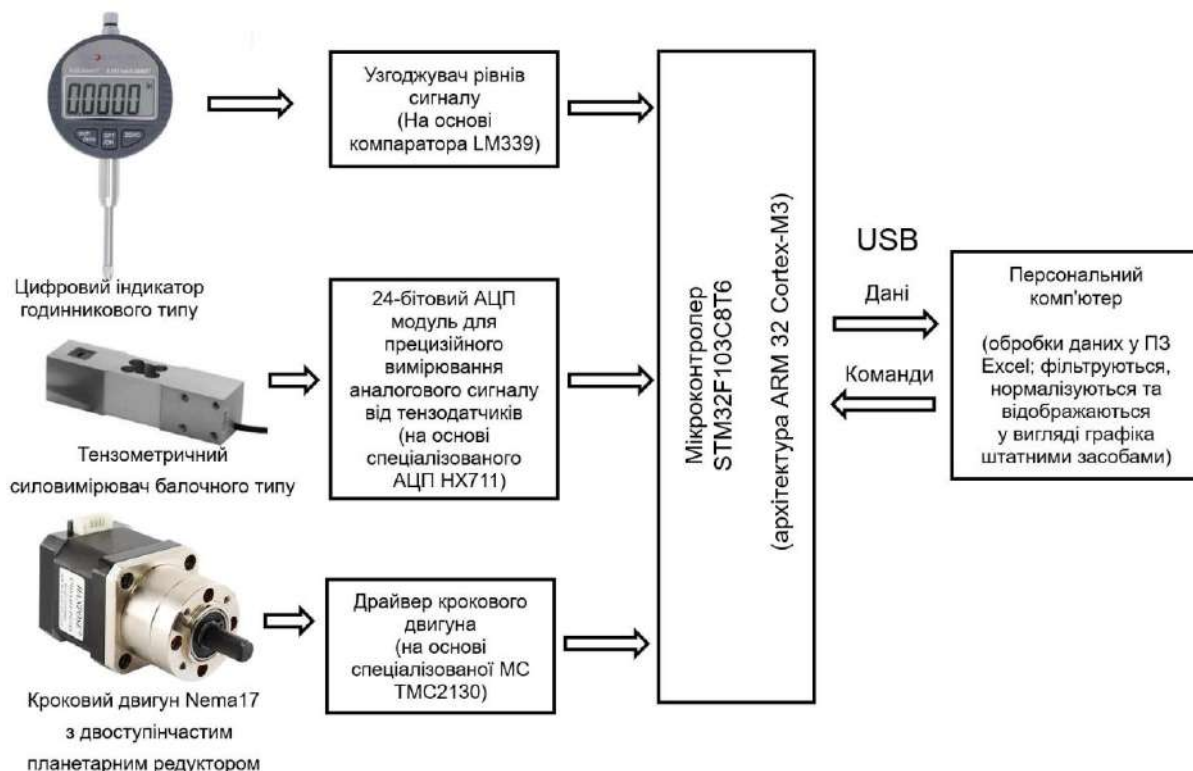 Узгоджувач рівнів
сигналу
(На основі
компаратора LM339)
00000
ZERO
Цифровий індикатор
годинникового типу
24-бітовий АЦП
модуль для
прецизійного
вимірювання
аналогового сигналу
від тензодатчиків
(на основі
спеціалізованого
АЦП HX711)
Тензометричний
силовимірювач балочного типу
Драйвер крокового
двигуна
(на основі
спеціалізованої МС
TMC2130)
Кроковий двигун Nema17
з двоступінчастим
планетарним редуктором
Мікроконтролер
STM32F103C8T6
(архітектура ARM 32 Cortex-M3)
USB
Дані
Команди
Персональний
комп'ютер
(обробки даних у ПЗ
Excel; фільтруються,
нормалізуються та
відображаються
у вигляді графіка
штатними засобами)